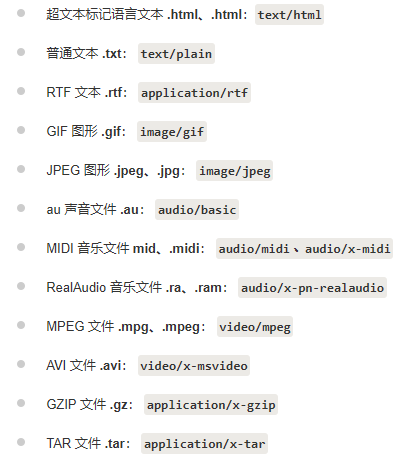 超文本标记语言文本 .html、.html： text/html
普通文本 .txt： text/plain
RTF 文本 .rtf： application/rtf
GIF 图形 .gif： image/gif
JPEG 图形 .jpeg、.jpg： image/jpeg
au 声音文件 .au： audio/basic
MIDI 音乐文件 mid、.midi： audio/midi、audio/x-midi
RealAudio 音乐文件 .ra、.ram： audio/x-pn-realaudio
MPEG 文件 .mpg、.mpeg： video/mpeg
AVI 文件 .avi： video/x-msvideo
GZIP 文件 .gz： application/x-gzip
TAR 文件 .tar： application/x-tar